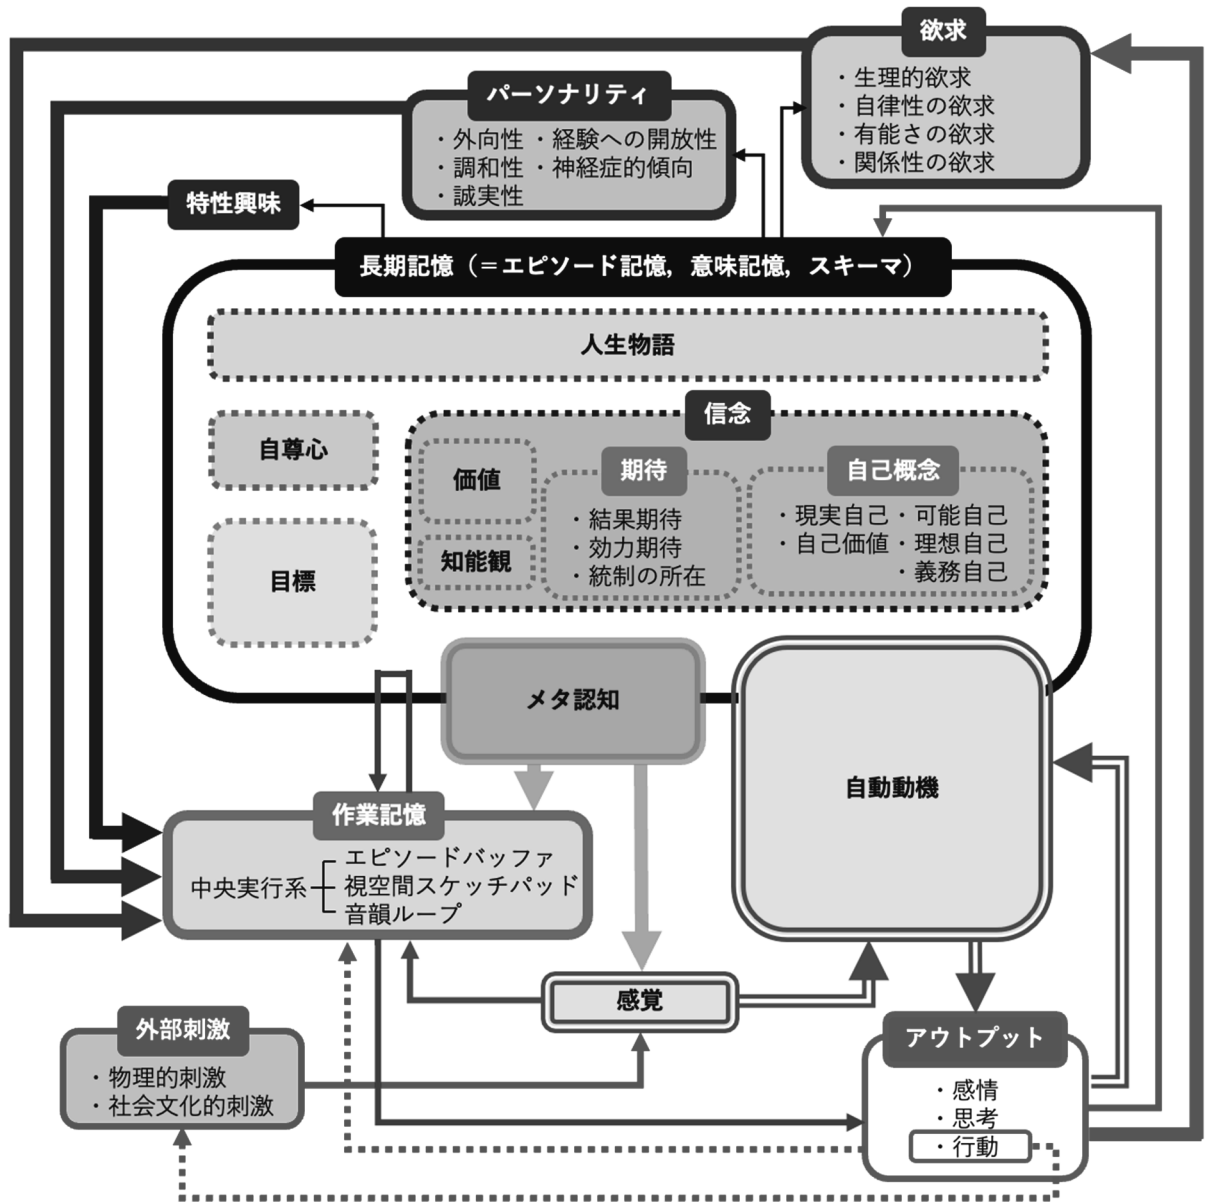 欲求
・生理的欲求
・自律性の欲求
・有能さの欲求
・関係性の欲求
パーソナリティ
・外向性 ・経験への開放性
・調和性 ・神経症的傾向
・誠実性
特性興味
長期記憶（＝エピソード記憶，意味記憶，スキーマ）
人生物語
自尊心
目標
信念
価値
知能観
期待
・結果期待
・効力期待
・統制の所在
自己概念
・現実自己 ・可能自己
・自己価値 ・理想自己
・義務自己
メタ認知
自動動機
作業記憶
中央実行系
エピソードバッファ
視空間スケッチパッド
音韻ループ
感覚
外部刺激
・物理的刺激
・社会文化的刺激
アウトプット
・感情
・思考
・行動